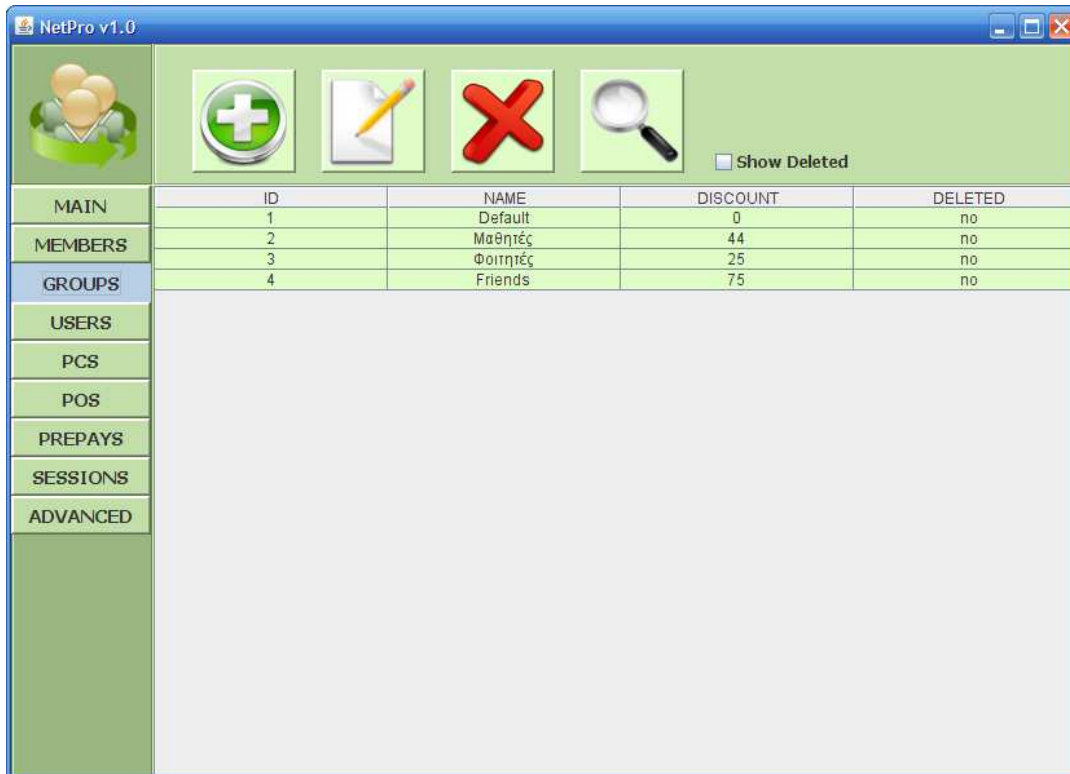 NetPro v1.0
Show Deleted
MAIN
MEMBERS
GROUPS
USERS
PCS
POS
PREPAYS
SESSIONS
ADVANCED
ID NAME DISCOUNT DELETED
1 Default 0 no
2 Μαθητές 44 no
3 Φοιτητές 25 no
4 Friends 75 no